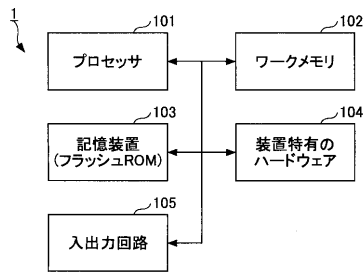 1
101
プロセッサ
102
ワークメモリ
103
記憶装置
(フラッシュROM)
104
装置特有の
ハードウェア
105
入出力回路